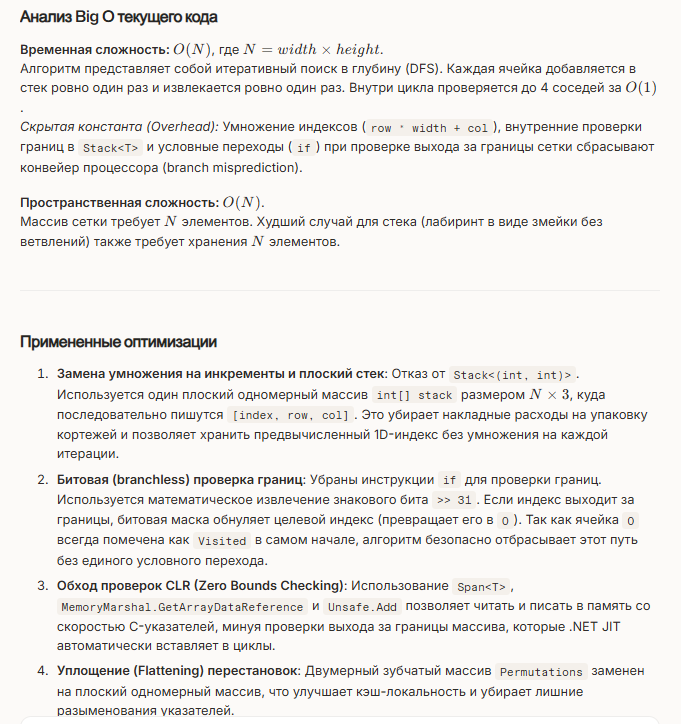 Анализ Big O текущего кода
Временная сложность: O(N), где N = width × height.
Алгоритм представляет собой итеративный поиск в глубину (DFS). Каждая ячейка добавляется в
стек ровно один раз и извлекается ровно один раз. Внутри цикла проверяется до 4 соседей за O(1)
.
Скрытая константа (Overhead): Умножение индексов ( row * width + col ), внутренние проверки
границ в Stack<T> и условные переходы ( if ) при проверке выхода за границы сетки сбрасывают
конвейер процессора (branch misprediction).
Пространственная сложность: O(N).
Массив сетки требует N элементов. Худший случай для стека (лабиринт в виде змейки без
ветвлений) также требует хранения N элементов.
Примененные оптимизации
1. Замена умножения на инкременты и плоский стек: Отказ от Stack<(int, int)> .
Используется один плоский одномерный массив int[] stack размером N × 3, куда
последовательно пишутся [index, row, col] . Это убирает накладные расходы на упаковку
кортежей и позволяет хранить предвычисленный 1D-индекс без умножения на каждой
итерации.
2. Битовая (branchless) проверка границ: Убраны инструкции if для проверки границ.
Используется математическое извлечение знакового бита >> 31 . Если индекс выходит за
границы, битовая маска обнуляет целевой индекс (превращает его в 0 ). Так как ячейка 0
всегда помечена как Visited в самом начале, алгоритм безопасно отбрасывает этот путь
без единого условного перехода.
3. Обход проверок CLR (Zero Bounds Checking): Использование Span<T> ,
MemoryMarshal.GetArrayDataReference и Unsafe.Add позволяет читать и писать в память со
скоростью C-указателей, минуя проверки выхода за границы массива, которые .NET JIT
автоматически вставляет в циклы.
4. Уплощение (Flattening) перестановок: Двумерный зубчатый массив Permutations заменен
на плоский одномерный массив, что улучшает кэш-локальность и убирает лишние
разыменования указателей.